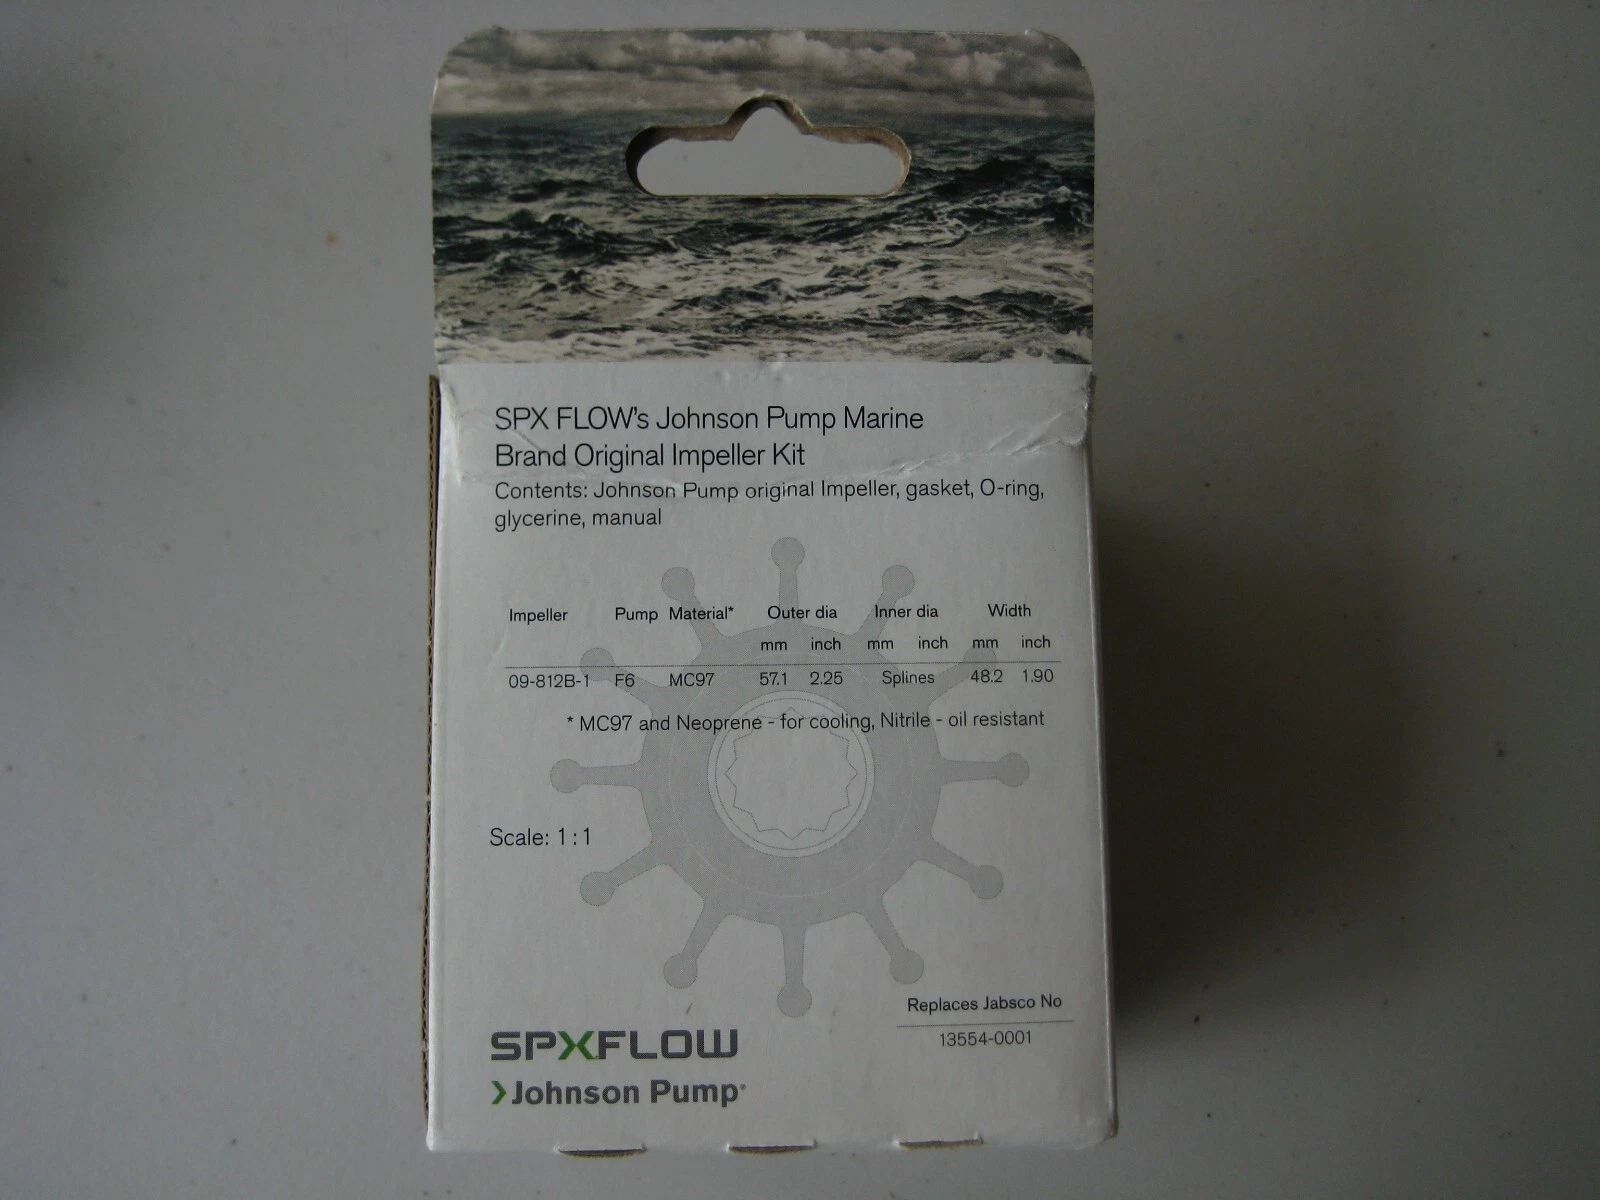 SPX FLOW's Johnson Pump Marine
Brand Original Impeller Kit
Contents: Johnson Pump original Impeller, gasket, O-ring,
glycerine, manual
Impeller Pump Material* Outer dia Inner dia Width
mm inch mm inch mm inch
09-812B-1 F6 MC97 57.1 2.25 Splines 48.2 1.90
* MC97 and Neoprene - for cooling, Nitrile - oil resistant
Scale: 1 : 1
Replaces Jabsco No
13554-0001
SPXFLOW
Johnson Pump®